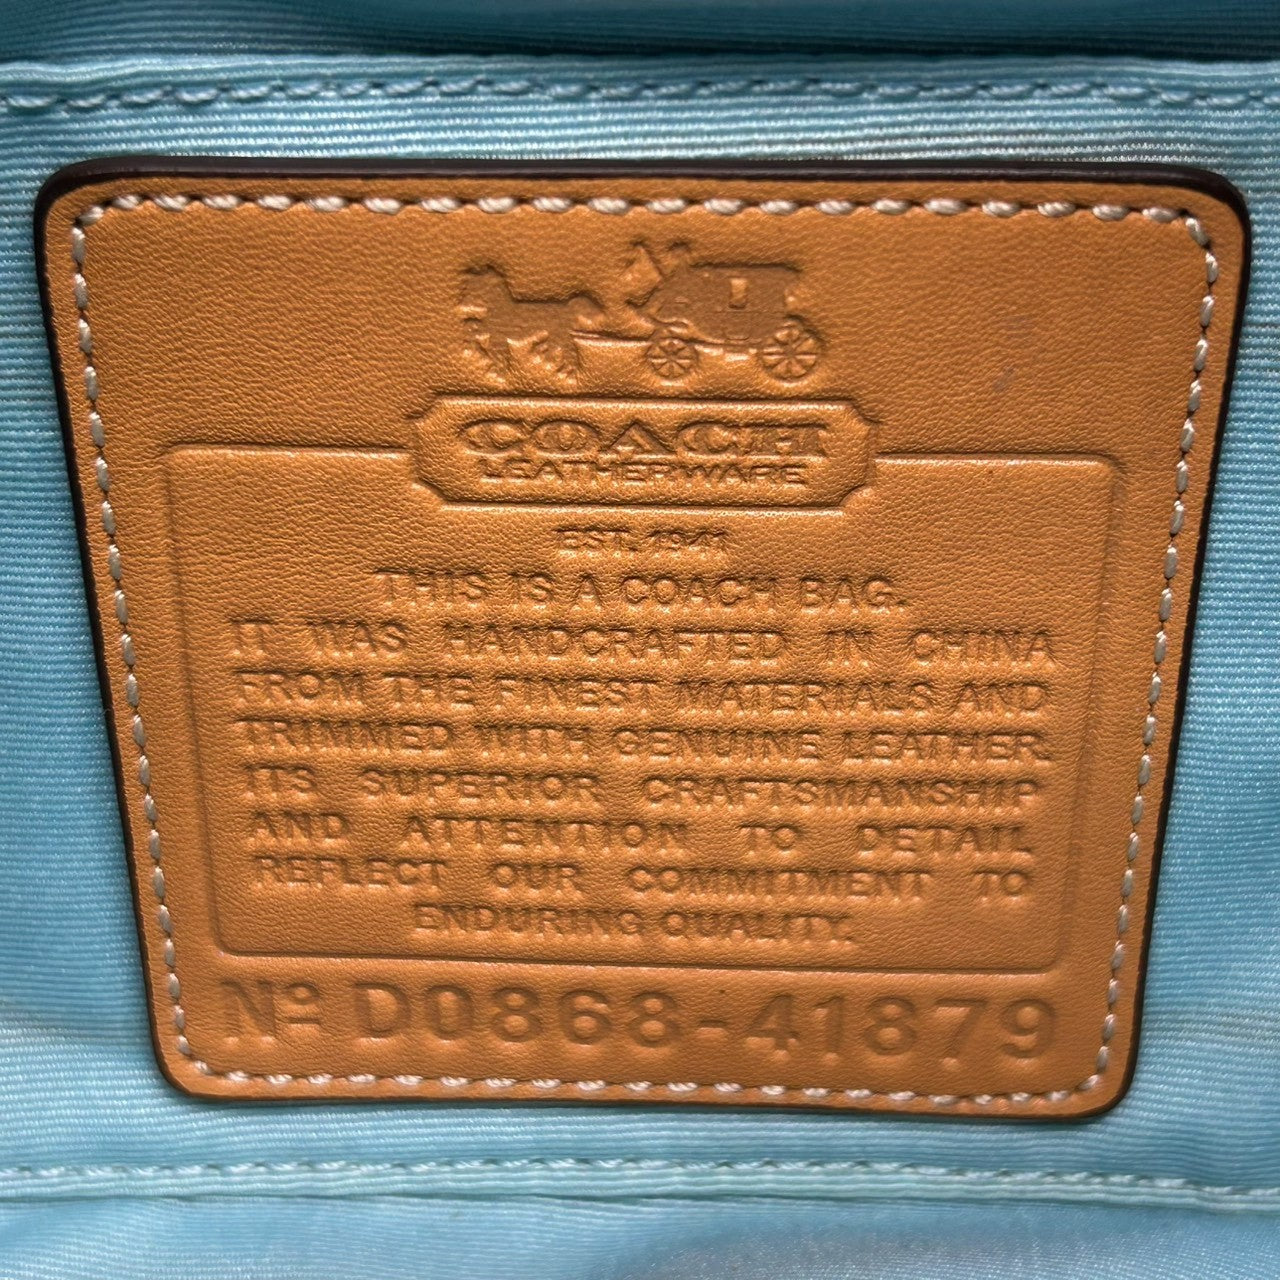 COACH
LEATHERWARE
EST. 1941
THIS IS A COACH BAG.
IT WAS HANDCRAFTED IN CHINA
FROM THE FINEST MATERIALS AND
TRIMMED WITH GENUINE LEATHER.
ITS SUPERIOR CRAFTSMANSHIP
AND ATTENTION TO DETAIL
REFLECT OUR COMMITMENT TO
ENDURING QUALITY.
Nº D0868-41879